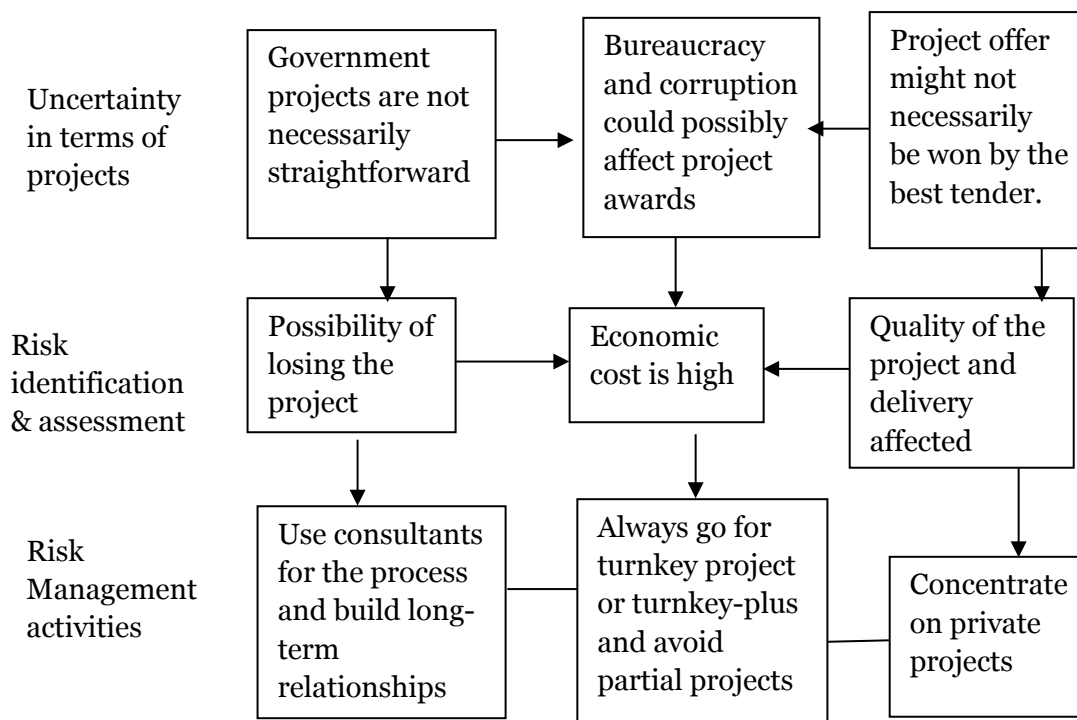 Uncertainty
in terms of
projects
Government
projects are not
necessarily
straightforward
Bureaucracy
and corruption
could possibly
affect project
awards
Project offer
might not
necessarily
be won by the
best tender.
Risk
identification
& assessment
Possibility of
losing the
project
Economic
cost is high
Quality of the
project and
delivery
affected
Risk
Management
activities
Use consultants
for the process
and build long-
term
relationships
Always go for
turnkey project
or turnkey-plus
and avoid
partial projects
Concentrate
on private
projects